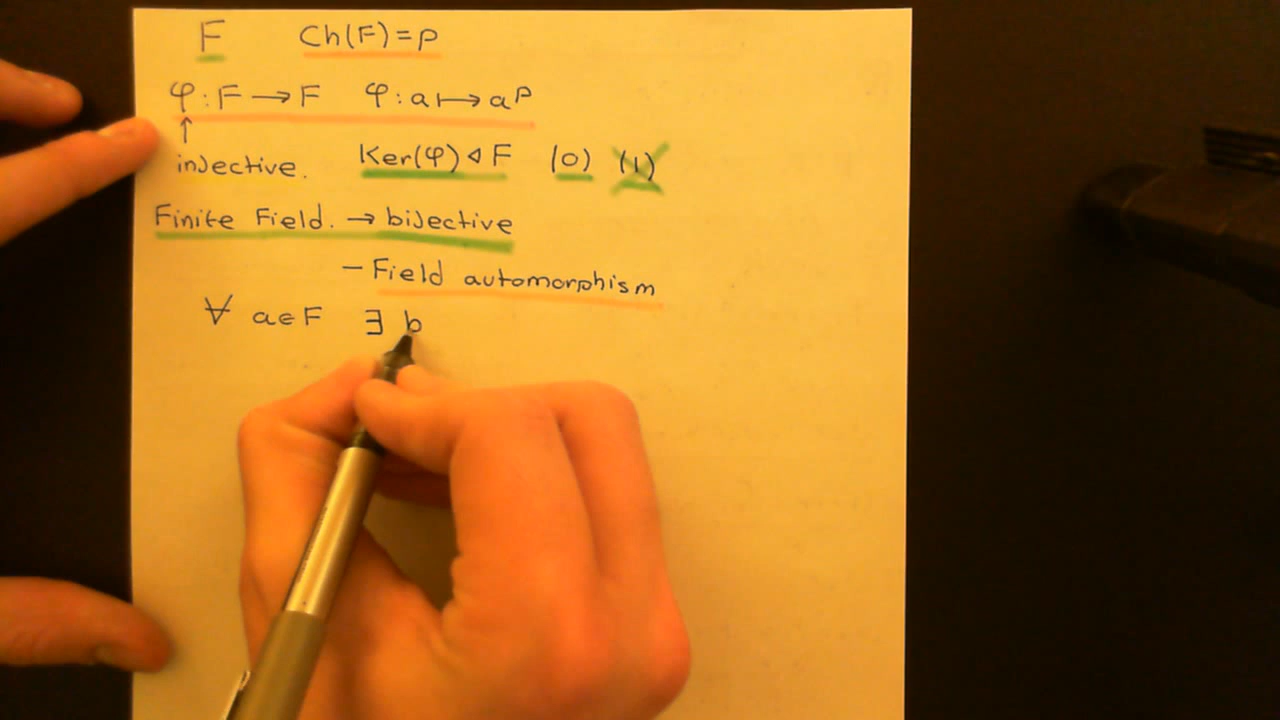 F Ch(F)=p
φ:F→F φ:a↦a^p
↑
injective. Ker(φ)◁F (0) (1)
Finite Field. → bijective
- Field automorphism
∀ a∈F ∃ b